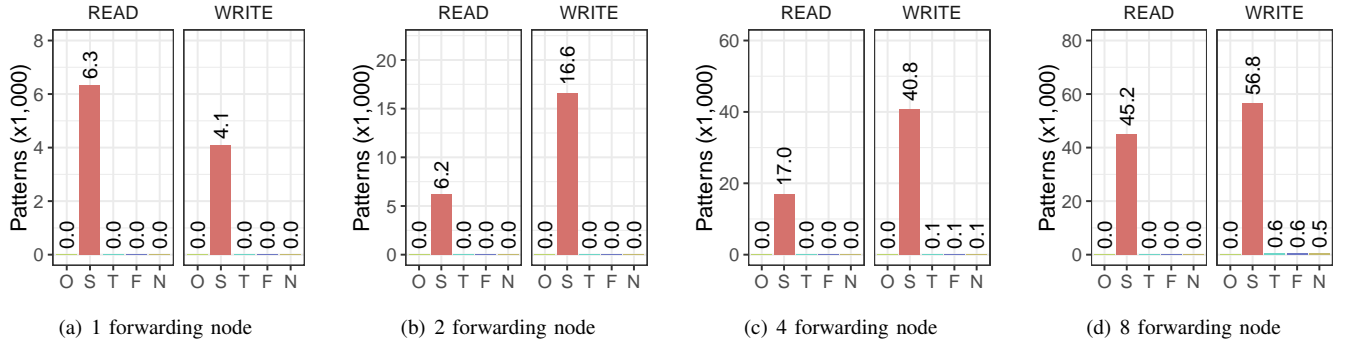 READ WRITE
Patterns (x1,000)
8
6
4
2
0
0.0 6.3 0.0 0.0 0.0
0.0 4.1 0.0 0.0 0.0
O S T F N O S T F N
(a) 1 forwarding node
READ WRITE
Patterns (x1,000)
20
15
10
5
0
0.0 6.2 0.0 0.0 0.0
0.0 16.6 0.0 0.0 0.0
O S T F N O S T F N
(b) 2 forwarding node
READ WRITE
Patterns (x1,000)
60
40
20
0
0.0 17.0 0.0 0.0 0.0
0.0 40.8 0.1 0.1 0.1
O S T F N O S T F N
(c) 4 forwarding node
READ WRITE
Patterns (x1,000)
80
60
40
20
0
0.0 45.2 0.0 0.0 0.0
0.0 56.8 0.6 0.6 0.5
O S T F N O S T F N
(d) 8 forwarding node